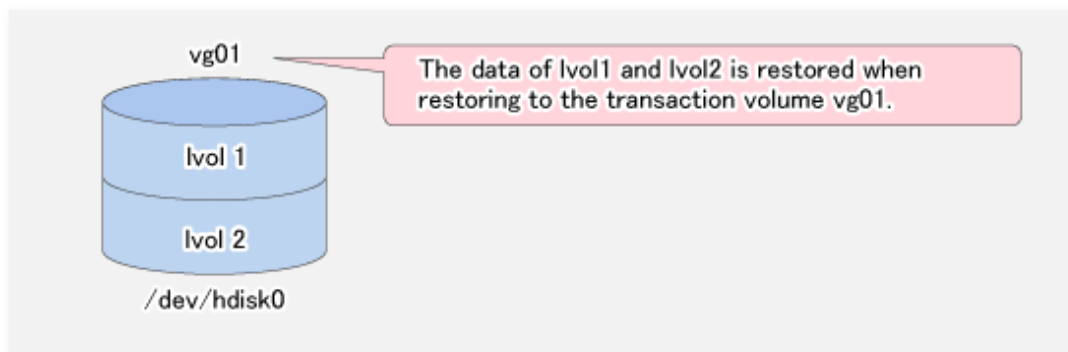 vg01
The data of lvol1 and lvol2 is restored when
restoring to the transaction volume vg01.
lvol 1
lvol 2
/dev/hdisk0